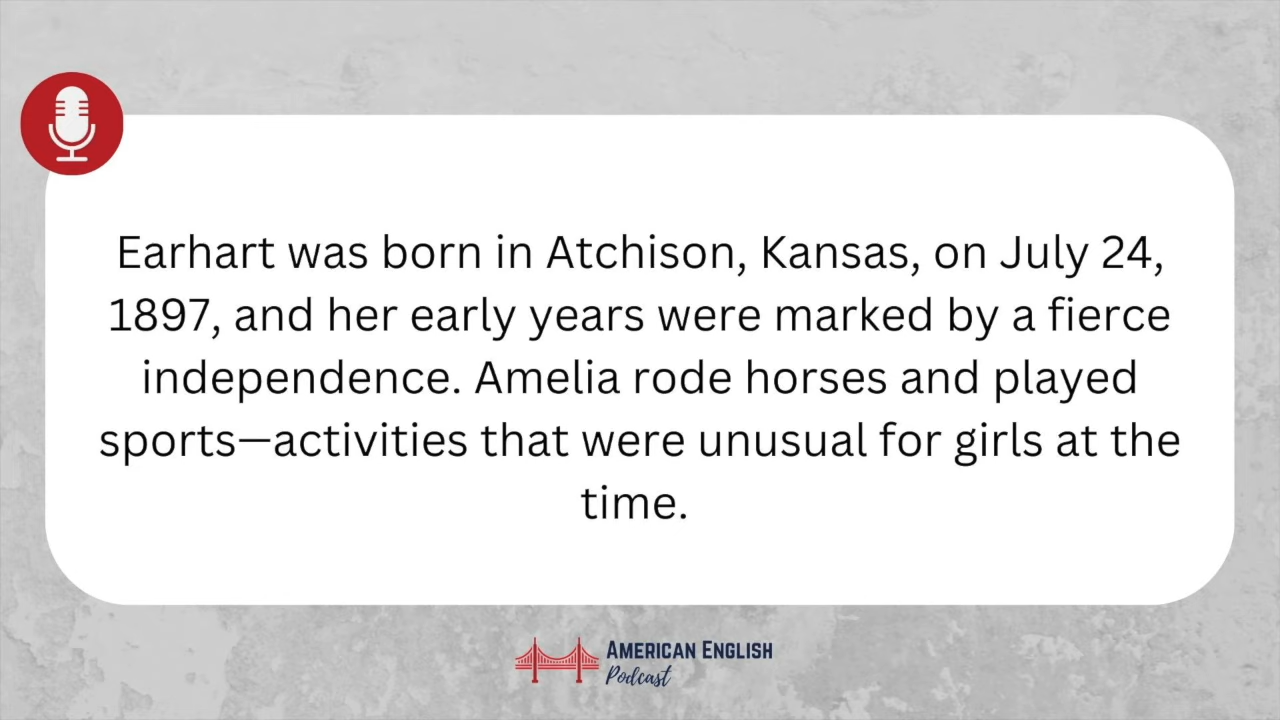 Earhart was born in Atchison, Kansas, on July 24,
1897, and her early years were marked by a fierce
independence. Amelia rode horses and played
sports—activities that were unusual for girls at the
time.
AMERICAN ENGLISH
Podcast